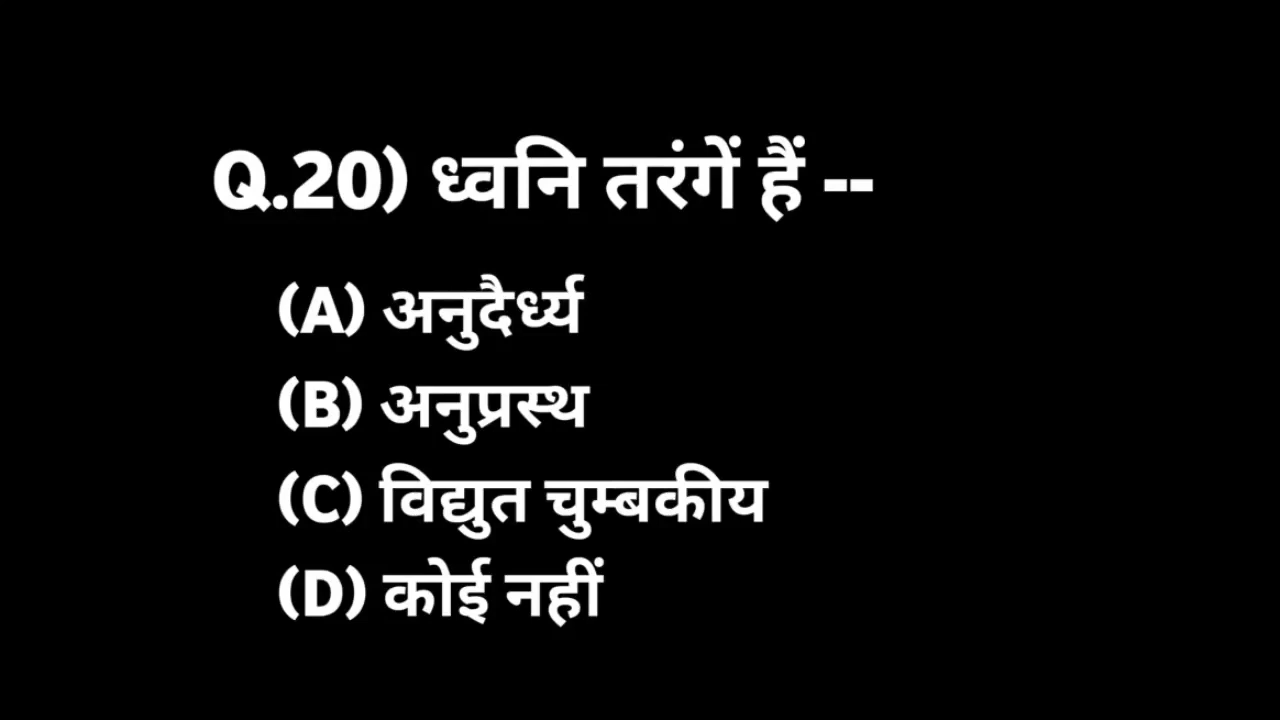 Q.20) ध्वनि तरंगें हैं --
(A) अनुदैर्ध्य
(B) अनुप्रस्थ
(C) विद्युत चुम्बकीय
(D) कोई नहीं